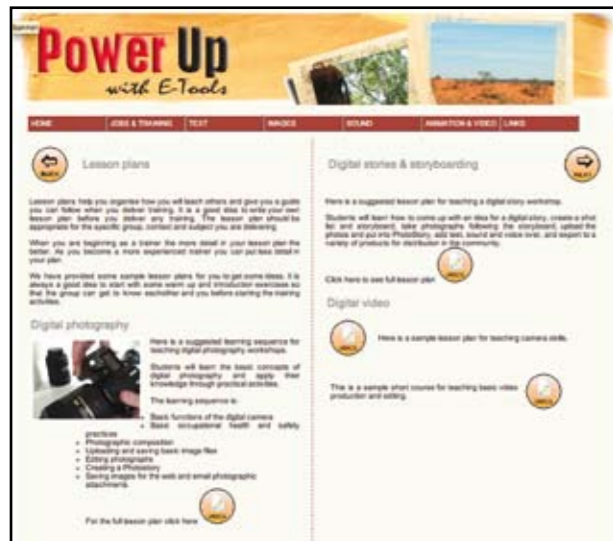 Power Up
with E-Tools
HOME
JOBS & TRAINING
TEXT
IMAGES
SOUND
ANIMATION & VIDEO
LINKS
BACK
Lesson plans
Lesson plans help you organise how you will teach others and give you a guide
you can follow when you deliver training. It is a good idea to write your own
lesson plan before you deliver any training. The lesson plan should be
appropriate for the specific group, context and subject you are delivering.
When you are beginning as a trainer the more detail in your lesson plan the
better. As you become a more experienced trainer you can put less detail in
your plan.
We have provided some sample lesson plans for you to get some ideas. It is
always a good idea to start with some warm up and introduction exercises so
that the group can get to know eachother and you before starting the training
activities.
Digital photography
Here is a suggested learning sequence for
teaching digital photography workshops.
Students will learn the basic concepts of
digital photography and apply their
knowledge through practical activities.
The learning sequence is:
Basic functions of the digital camera
Basic occupational health and safety
practices
Photographic composition
Uploading and saving basic image files
Editing photographs
Creating a Photostory
Saving images for the web and email photographic
attachments.
For the full lesson plan click here
Digital stories & storyboarding
NEXT
Here is a suggested lesson plan for teaching a digital story workshop.
Students will learn how to come up with an idea for a digital story, create a shot
list and storyboard, take photographs following the storyboard, upload the
photos and put into PhotoStory, add text, sound and voice over, and export to a
variety of products for distribution in the community.
Click here to see full lesson plan
Digital video
Here is a sample lesson plan for teaching camera skills.
This is a sample short course for teaching basic video
production and editing.